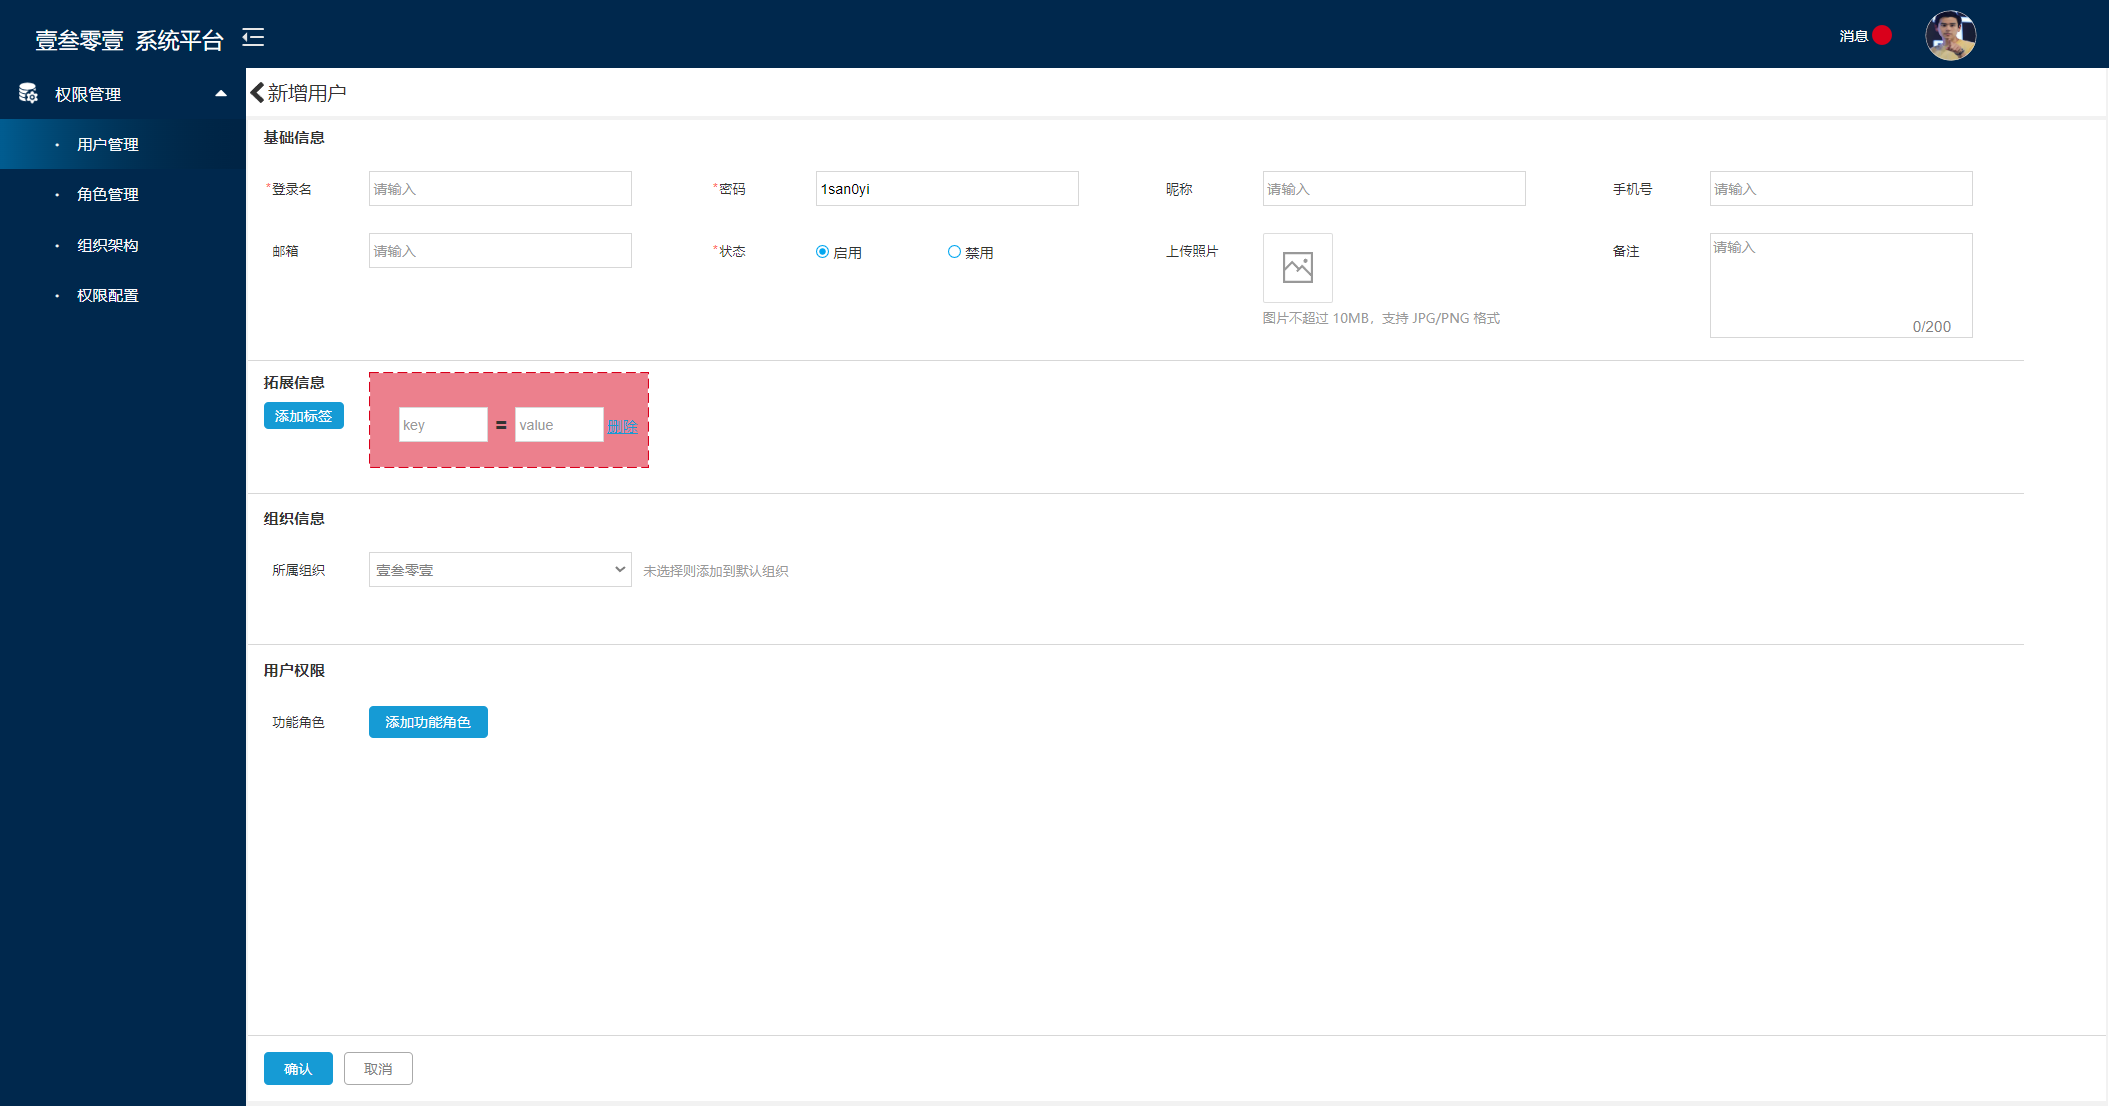 壹叁零壹 系统平台
消息
权限管理
用户管理
角色管理
组织架构
权限配置
新增用户
基础信息
*登录名 请输入 *密码 1san0yi 昵称 请输入 手机号 请输入
邮箱 请输入 *状态 启用 禁用 上传照片 备注 请输入
图片不超过 10MB，支持 JPG/PNG 格式
0/200
拓展信息
添加标签
key = value 删除
组织信息
所属组织 壹叁零壹 未选择则添加到默认组织
用户权限
功能角色 添加功能角色
确认 取消